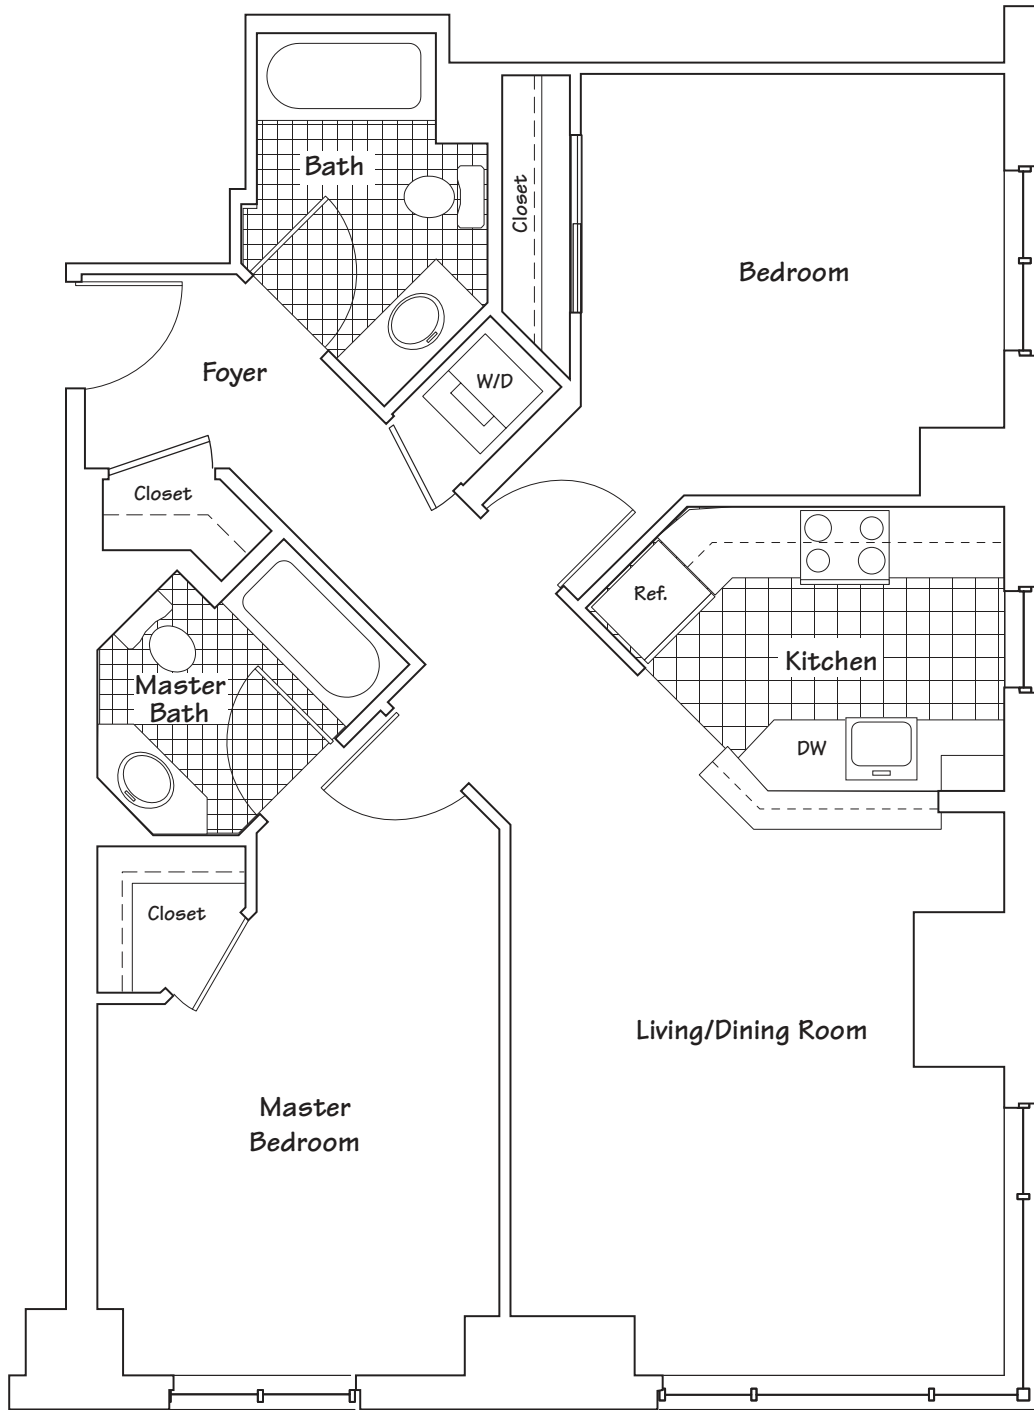 Bath
Closet
Bedroom
Foyer
W/D
Closet
Ref.
Kitchen
Master
Bath
DW
Closet
Living/Dining Room
Master
Bedroom